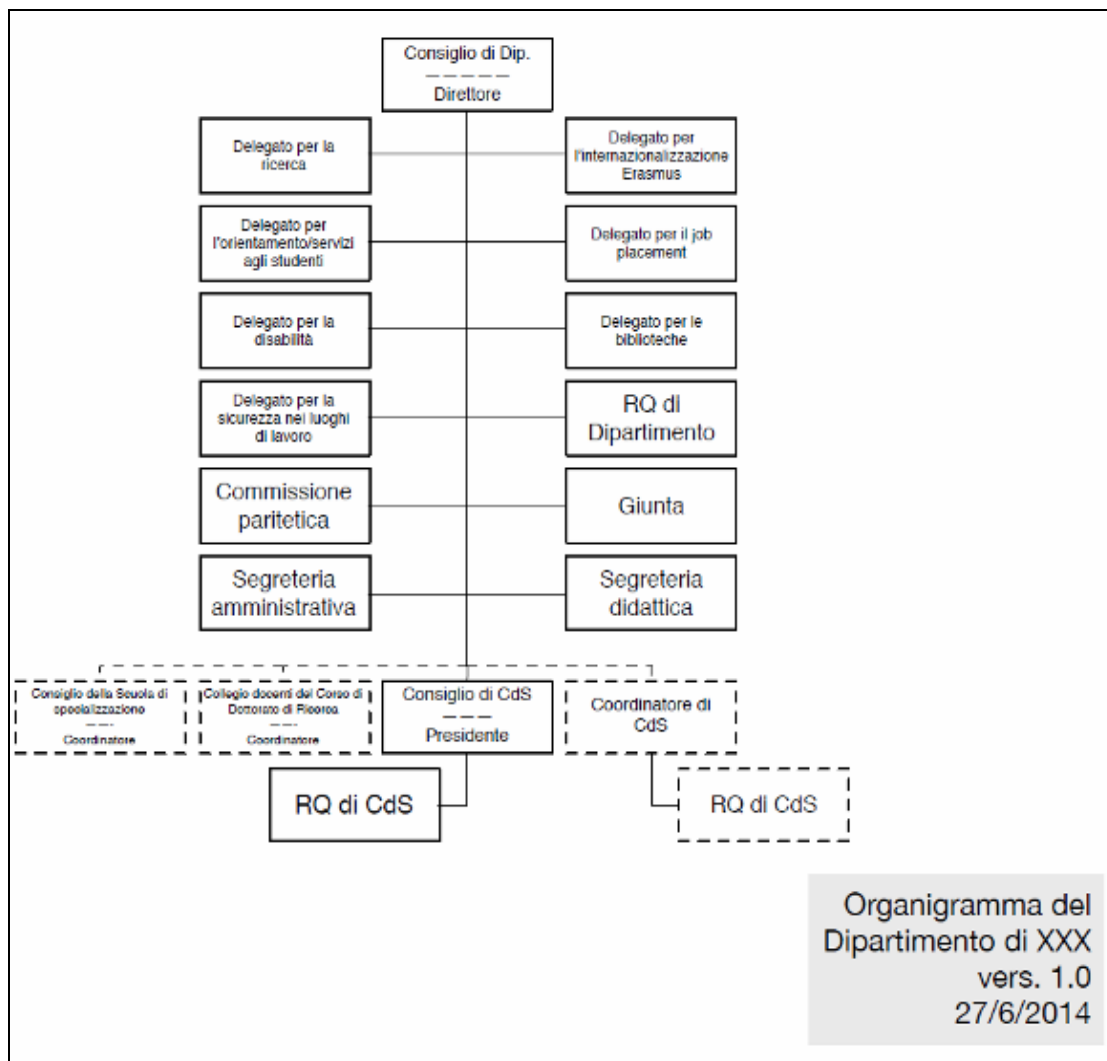 Consiglio di Dip.
Direttore
Delegato per la
ricerca
Delegato per
l'internazionalizzazione
Erasmus
Delegato per
l'orientamento/servizi
agli studenti
Delegato per il job
placement
Delegato per la
disabilità
Delegato per le
biblioteche
Delegato per la
sicurezza nei luoghi
di lavoro
RQ di
Dipartimento
Commissione
paritetica
Giunta
Segreteria
amministrativa
Segreteria
didattica
Consiglio della Scuola di
specializzazione
Coordinatore
Collegio docenti del Corso di
Dottorato di Ricerca
Coordinatore
Consiglio di CdS
Presidente
Coordinatore di
CdS
RQ di CdS
RQ di CdS
Organigramma del
Dipartimento di XXX
vers. 1.0
27/6/2014